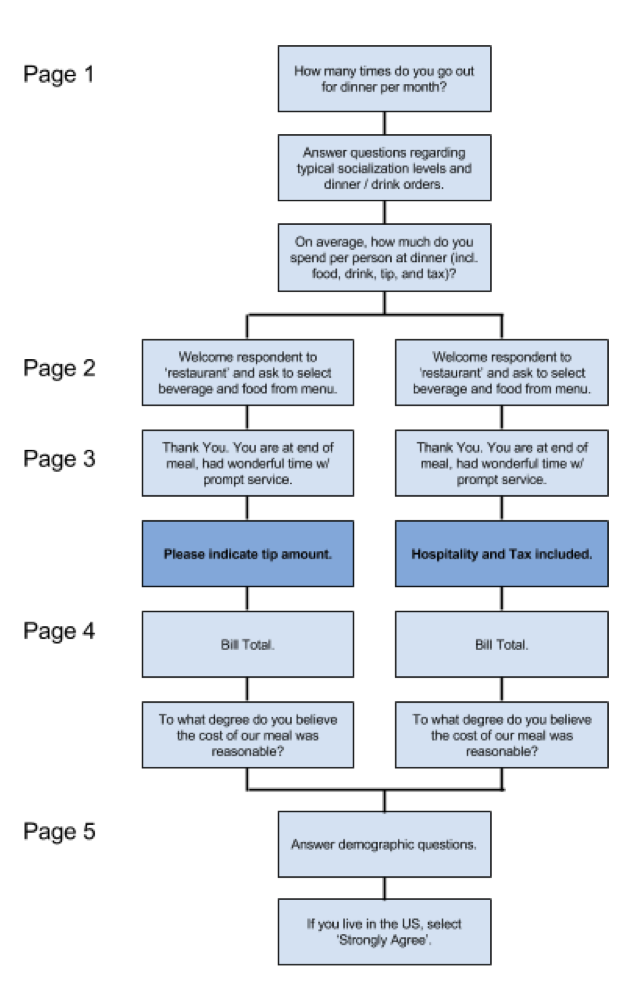 Page 1
How many times do you go out
for dinner per month?
Answer questions regarding
typical socialization levels and
dinner / drink orders.
On average, how much do you
spend per person at dinner (incl.
food, drink, tip, and tax)?
Page 2
Welcome respondent to
'restaurant' and ask to select
beverage and food from menu.
Welcome respondent to
'restaurant' and ask to select
beverage and food from menu.
Page 3
Thank You. You are at end of
meal, had wonderful time w/
prompt service.
Thank You. You are at end of
meal, had wonderful time w/
prompt service.
Please indicate tip amount.
Hospitality and Tax included.
Page 4
Bill Total.
Bill Total.
To what degree do you believe
the cost of our meal was
reasonable?
To what degree do you believe
the cost of our meal was
reasonable?
Page 5
Answer demographic questions.
If you live in the US, select
'Strongly Agree'.